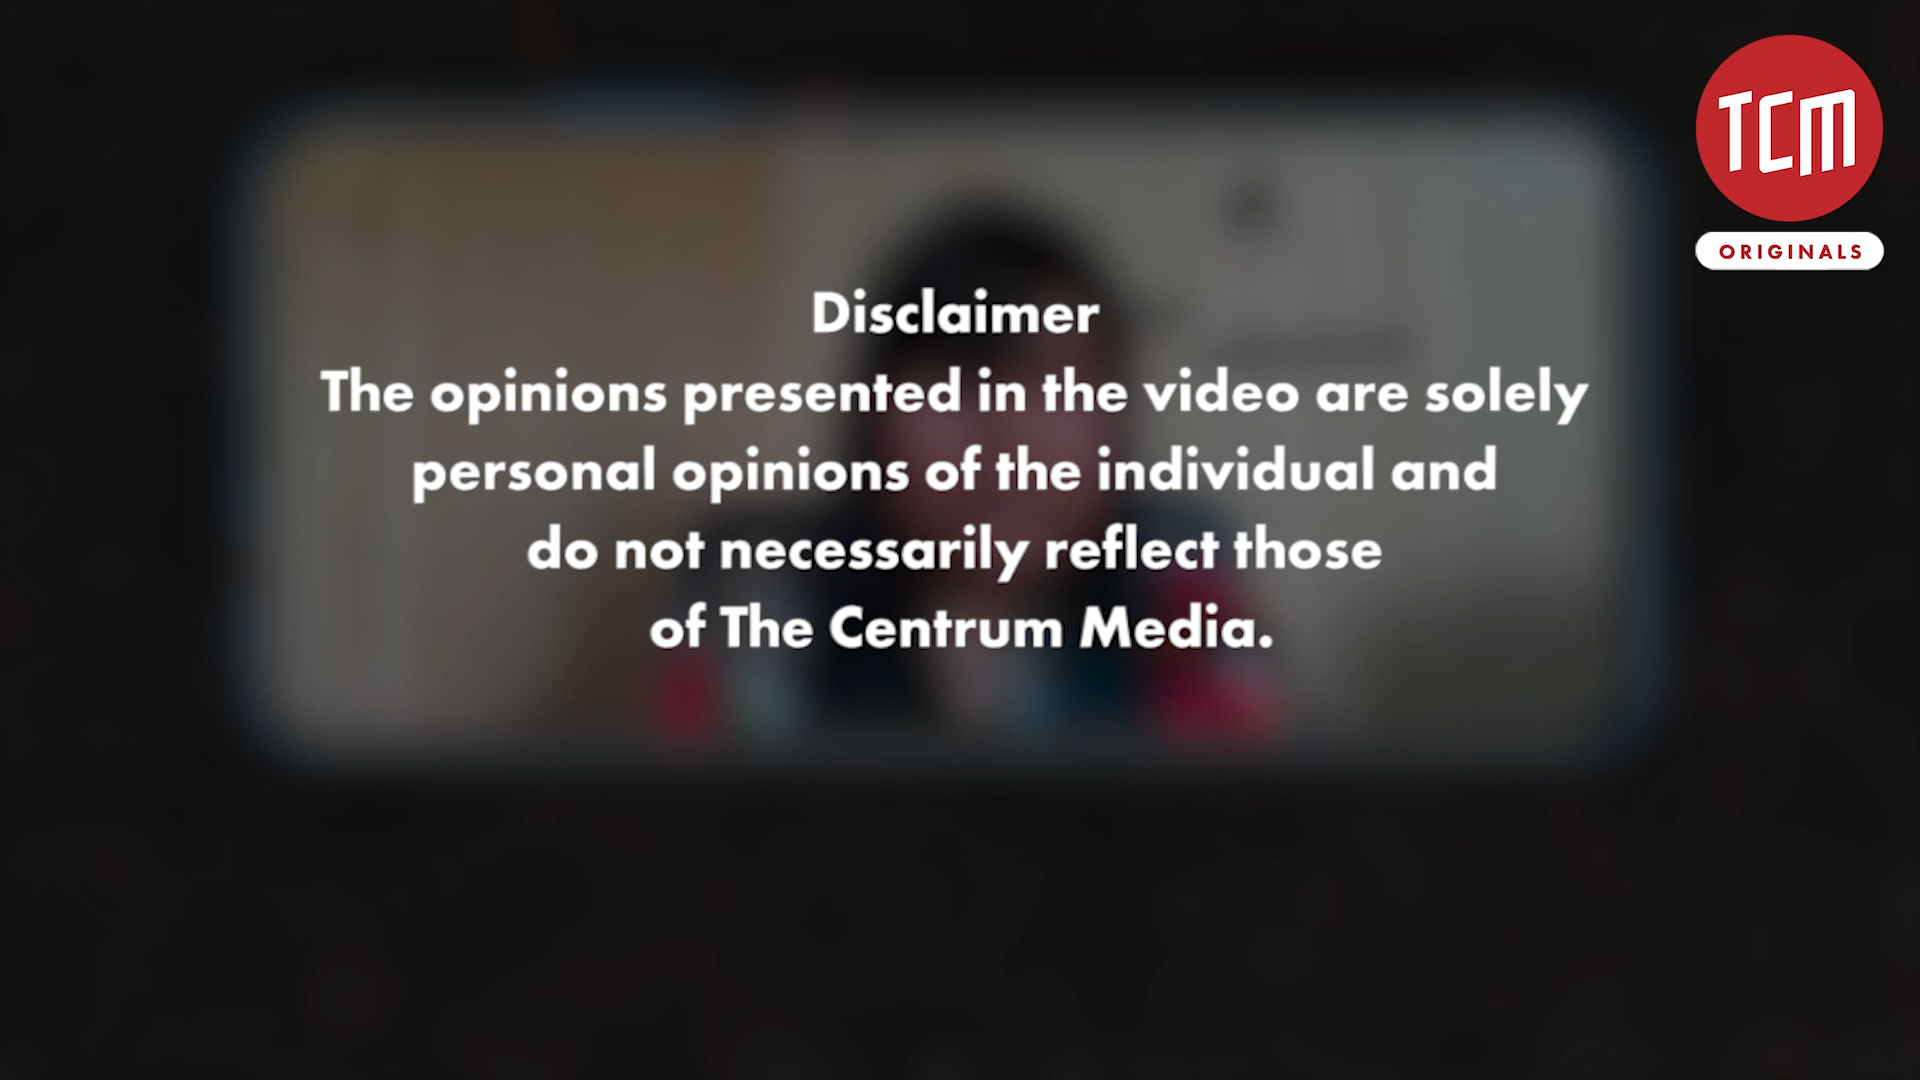 TCM
ORIGINALS
Disclaimer
The opinions presented in the video are solely
personal opinions of the individual and
do not necessarily reflect those
of The Centrum Media.